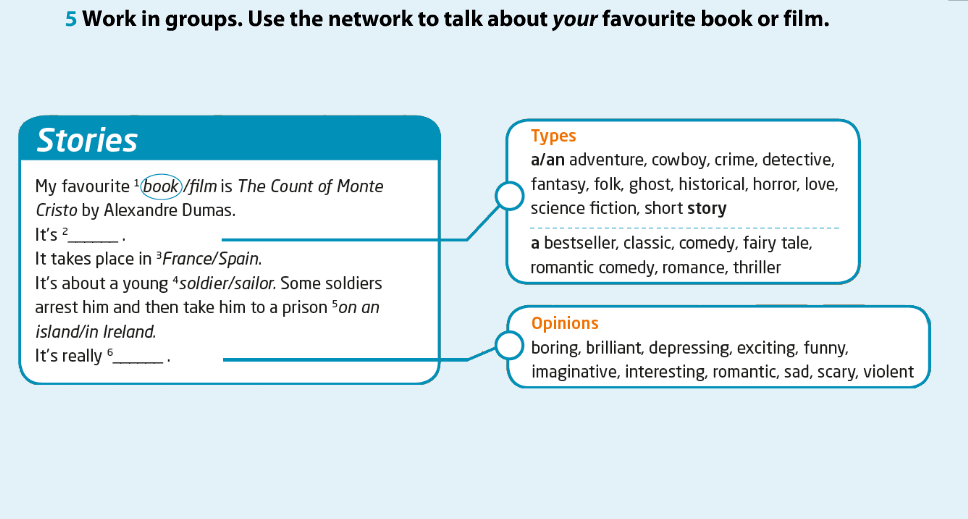 5 Work in groups. Use the network to talk about your favourite book or film.
Stories
My favourite ¹book/film is The Count of Monte
Cristo by Alexandre Dumas.
It's ²______ .
It takes place in ³France/Spain.
It's about a young ⁴soldier/sailor. Some soldiers
arrest him and then take him to a prison ⁵on an
island/in Ireland.
It's really ⁶______ .
Types
a/an adventure, cowboy, crime, detective,
fantasy, folk, ghost, historical, horror, love,
science fiction, short story
a bestseller, classic, comedy, fairy tale,
romantic comedy, romance, thriller
Opinions
boring, brilliant, depressing, exciting, funny,
imaginative, interesting, romantic, sad, scary, violent